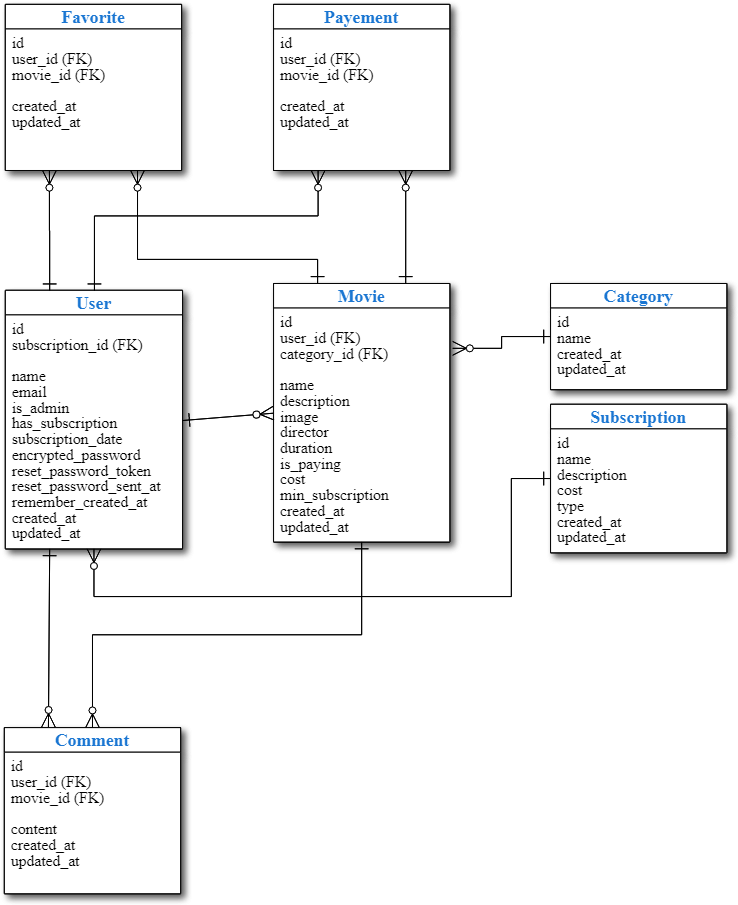 Favorite
id
user_id (FK)
movie_id (FK)
created_at
updated_at
Payement
id
user_id (FK)
movie_id (FK)
created_at
updated_at
User
id
subscription_id (FK)
name
email
is_admin
has_subscription
subscription_date
encrypted_password
reset_password_token
reset_password_sent_at
remember_created_at
created_at
updated_at
Movie
id
user_id (FK)
category_id (FK)
name
description
image
director
duration
is_paying
cost
min_subscription
created_at
updated_at
Category
id
name
created_at
updated_at
Subscription
id
name
description
cost
type
created_at
updated_at
Comment
id
user_id (FK)
movie_id (FK)
content
created_at
updated_at